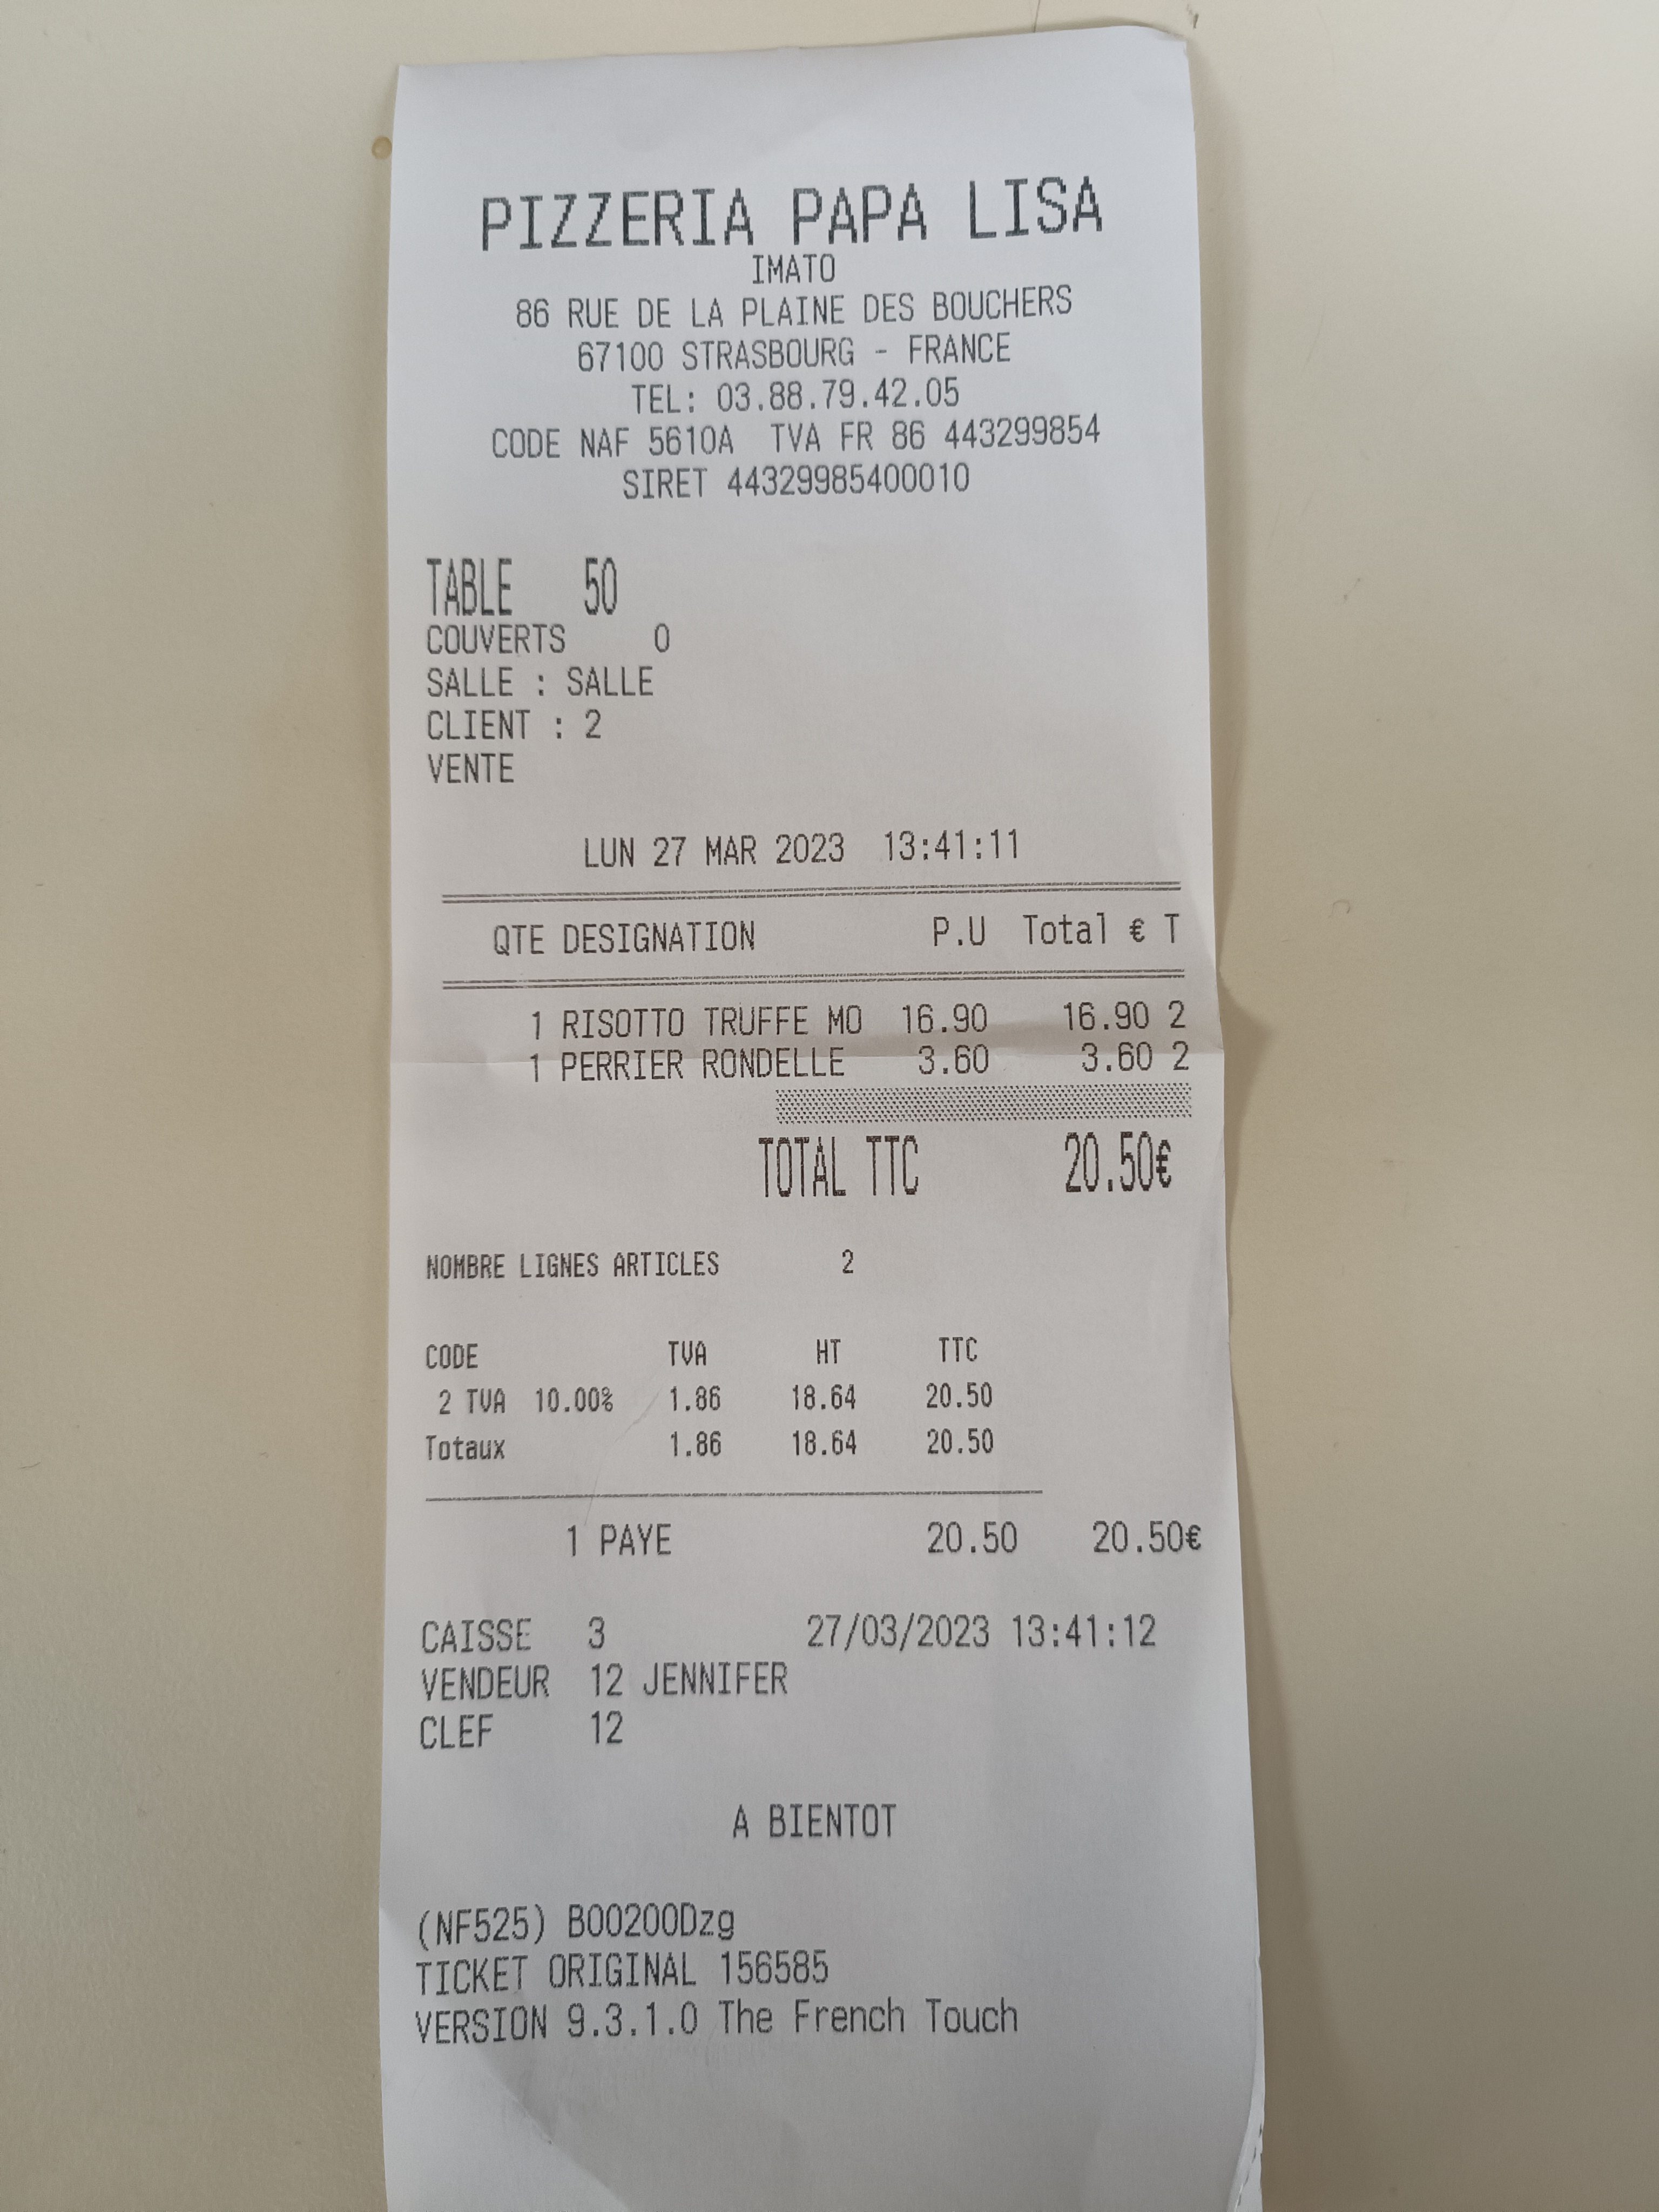 PIZZERIA PAPA LISA
IMATO
86 RUE DE LA PLAINE DES BOUCHERS
67100 STRASBOURG - FRANCE
TEL: 03.88.79.42.05
CODE NAF 5610A TVA FR 86 443299854
SIRET 44329985400010
TABLE 50
COUVERTS 0
SALLE : SALLE
CLIENT : 2
VENTE
LUN 27 MAR 2023 13:41:11
QTE DESIGNATION P.U Total € T
1 RISOTTO TRUFFE MO 16.90 16.90 2
1 PERRIER RONDELLE 3.60 3.60 2
TOTAL TTC 20.50€
NOMBRE LIGNES ARTICLES 2
CODE TVA HT TTC
2 TVA 10.00% 1.86 18.64 20.50
Totaux 1.86 18.64 20.50
1 PAYE 20.50 20.50€
CAISSE 3 27/03/2023 13:41:12
VENDEUR 12 JENNIFER
CLEF 12
A BIENTOT
(NF525) B00200Dzg
TICKET ORIGINAL 156585
VERSION 9.3.1.0 The French Touch